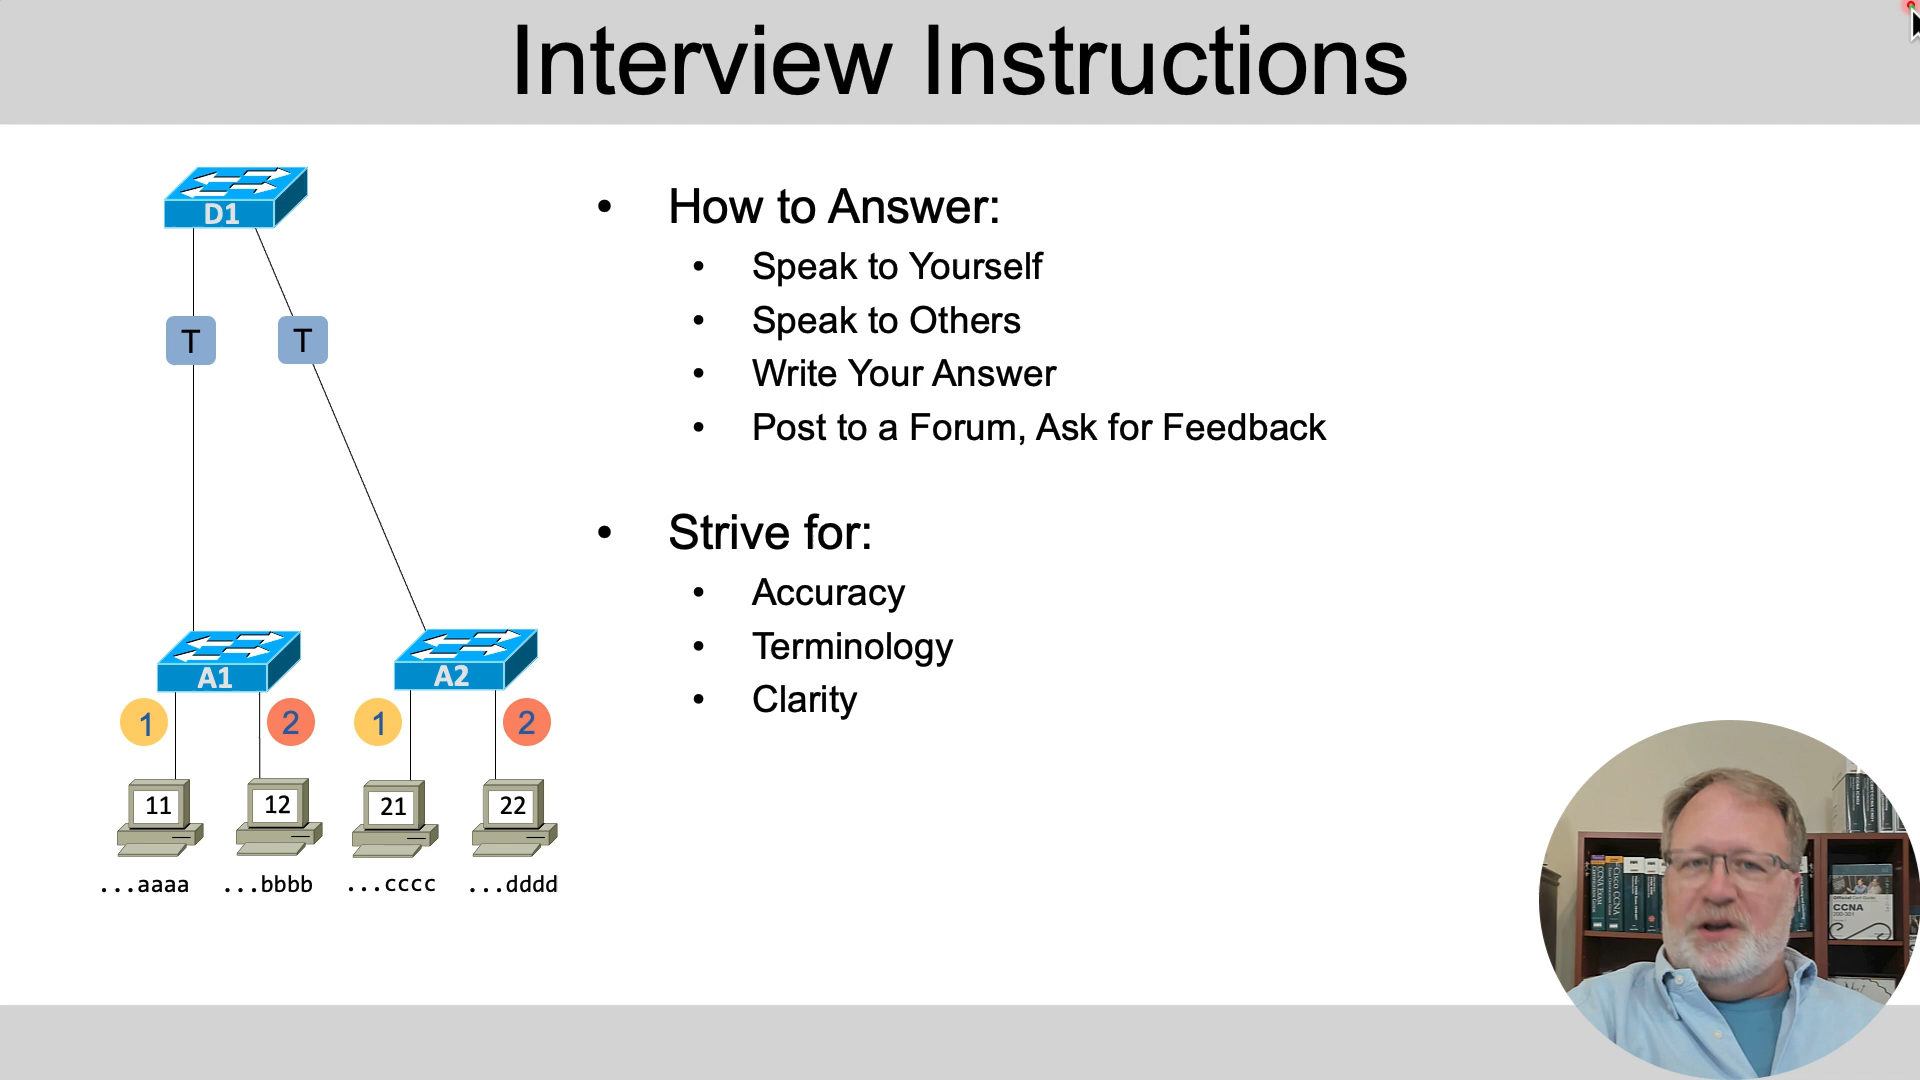 Interview Instructions
D1
T
T
A1
A2
1
2
1
2
11
12
21
22
...aaaa
...bbbb
...cccc
...dddd
• How to Answer:
• Speak to Yourself
• Speak to Others
• Write Your Answer
• Post to a Forum, Ask for Feedback
• Strive for:
• Accuracy
• Terminology
• Clarity
CCNA